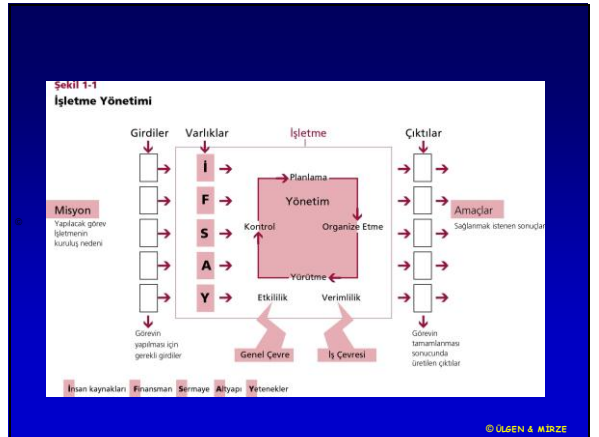 Şekil 1-1
İşletme Yönetimi
Girdiler Varlıklar İşletme Çıktılar
İ
F
S
A
Y
Planlama
Yönetim
Kontrol Organize Etme
Yürütme
Etkililik Verimlilik
Misyon
Yapılacak görev
İşletmenin
kuruluş nedeni
Amaçlar
Sağlanmak istenen sonuçlar
Görevin
yapılması için
gerekli girdiler
Genel Çevre İş Çevresi
Görevin
tamamlanması
sonucunda
üretilen çıktılar
İnsan kaynakları Finansman Sermaye Altyapı Yetenekler
© ÜLGEN & MİRZE